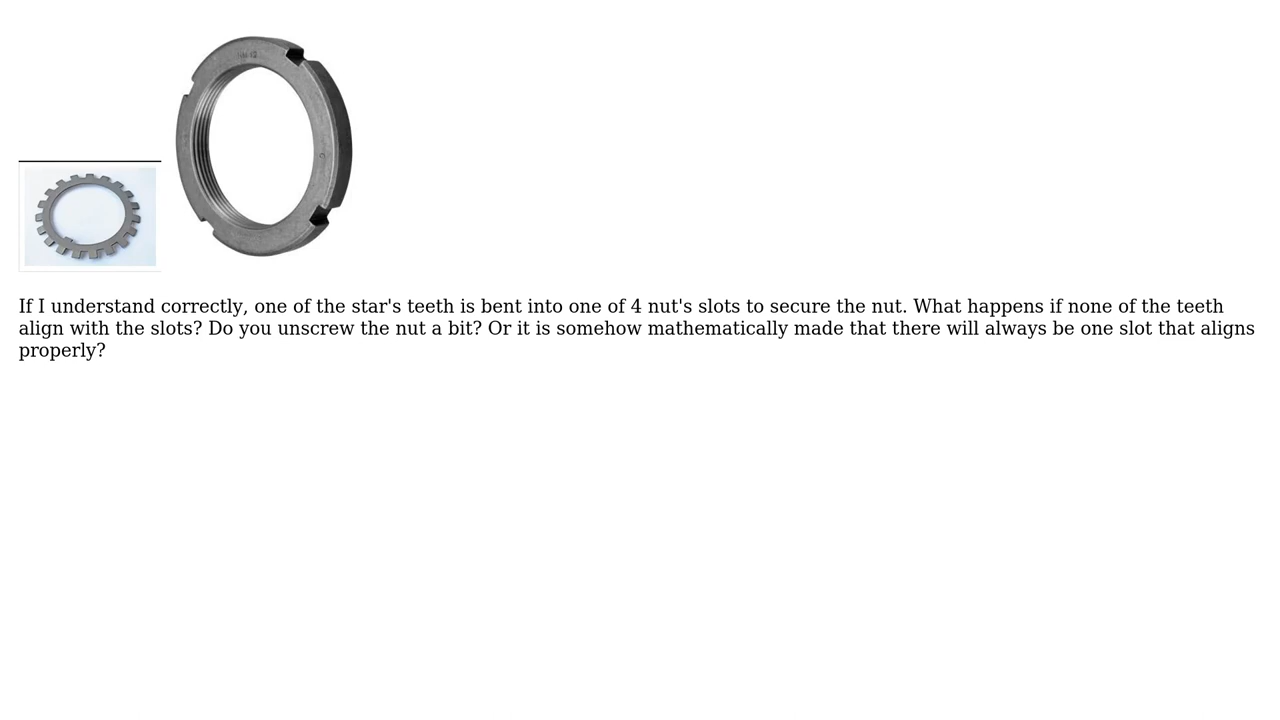 If I understand correctly, one of the star's teeth is bent into one of 4 nut's slots to secure the nut. What happens if none of the teeth
align with the slots? Do you unscrew the nut a bit? Or it is somehow mathematically made that there will always be one slot that aligns
properly?